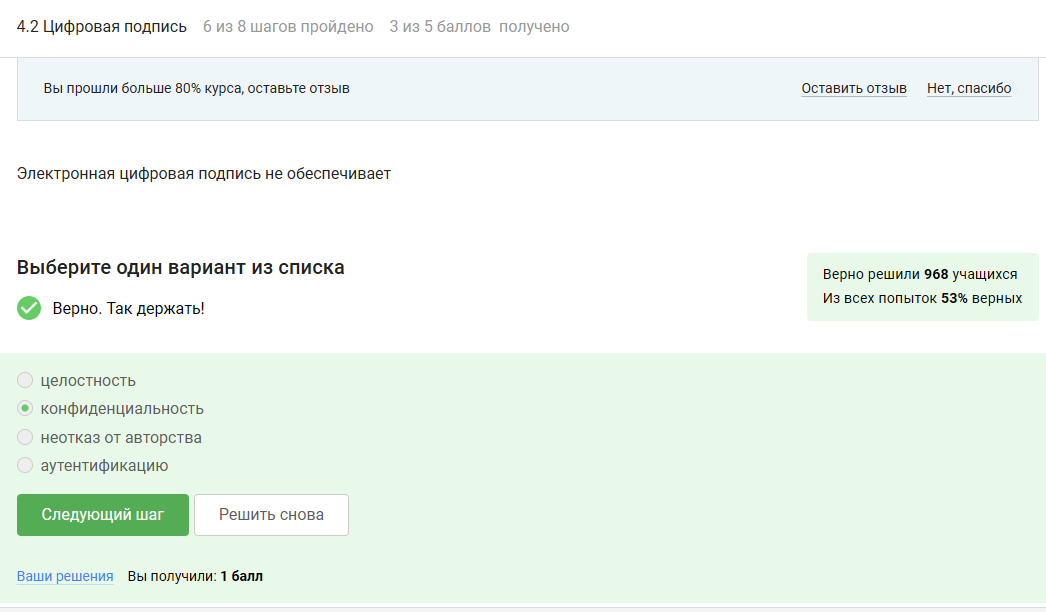 4.2 Цифровая подпись 6 из 8 шагов пройдено 3 из 5 баллов получено
Вы прошли больше 80% курса, оставьте отзыв Оставить отзыв Нет, спасибо
Электронная цифровая подпись не обеспечивает
Выберите один вариант из списка
Верно решили 968 учащихся
Из всех попыток 53% верных
Верно. Так держать!
целостность
конфиденциальность
неотказ от авторства
аутентификацию
Следующий шаг Решить снова
Ваши решения Вы получили: 1 балл